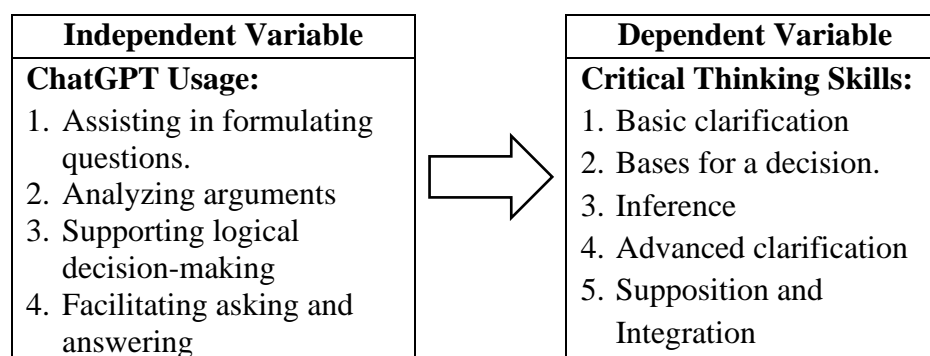 Independent Variable
ChatGPT Usage:
1. Assisting in formulating
questions.
2. Analyzing arguments
3. Supporting logical
decision-making
4. Facilitating asking and
answering
Dependent Variable
Critical Thinking Skills:
1. Basic clarification
2. Bases for a decision.
3. Inference
4. Advanced clarification
5. Supposition and
Integration